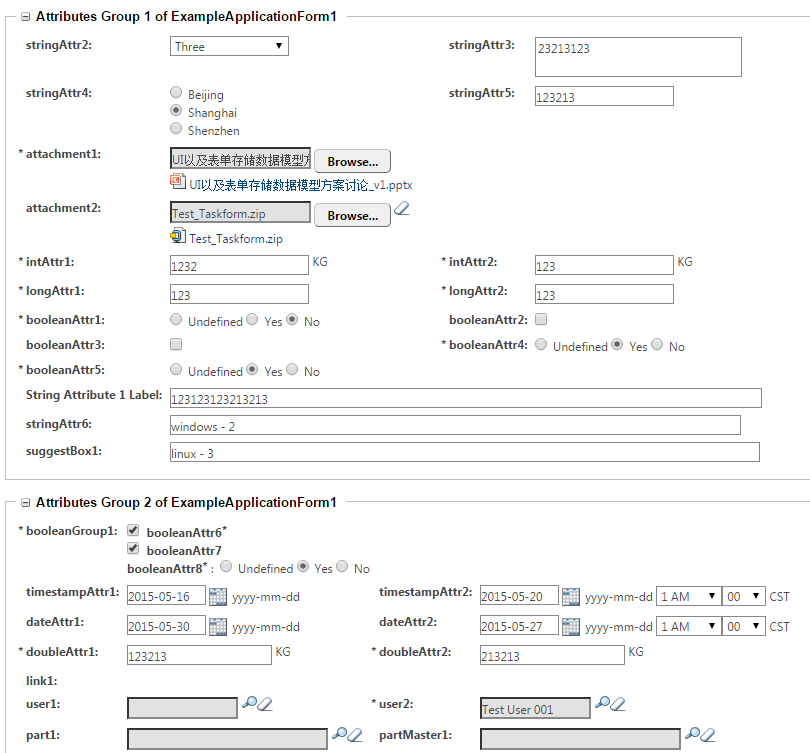 Attributes Group 1 of ExampleApplicationForm1
stringAttr2: Three stringAttr3: 23213123
stringAttr4: Beijing stringAttr5: 123213
Shanghai
Shenzhen
* attachment1: UI以及表单存储数据模型方 Browse...
UI以及表单存储数据模型方案讨论_v1.pptx
attachment2: Test_Taskform.zip Browse...
Test_Taskform.zip
* intAttr1: 1232 KG * intAttr2: 123 KG
* longAttr1: 123 * longAttr2: 123
* booleanAttr1: Undefined Yes No booleanAttr2:
booleanAttr3: * booleanAttr4: Undefined Yes No
* booleanAttr5: Undefined Yes No
String Attribute 1 Label: 123123123213213
stringAttr6: windows - 2
suggestBox1: linux - 3
Attributes Group 2 of ExampleApplicationForm1
* booleanGroup1: booleanAttr6*
booleanAttr7
booleanAttr8* : Undefined Yes No
timestampAttr1: 2015-05-16 yyyy-mm-dd timestampAttr2: 2015-05-20 yyyy-mm-dd 1 AM 00 CST
dateAttr1: 2015-05-30 yyyy-mm-dd dateAttr2: 2015-05-27 yyyy-mm-dd 1 AM 00 CST
* doubleAttr1: 123213 KG * doubleAttr2: 213213 KG
link1:
user1: * user2: Test User 001
part1: partMaster1: